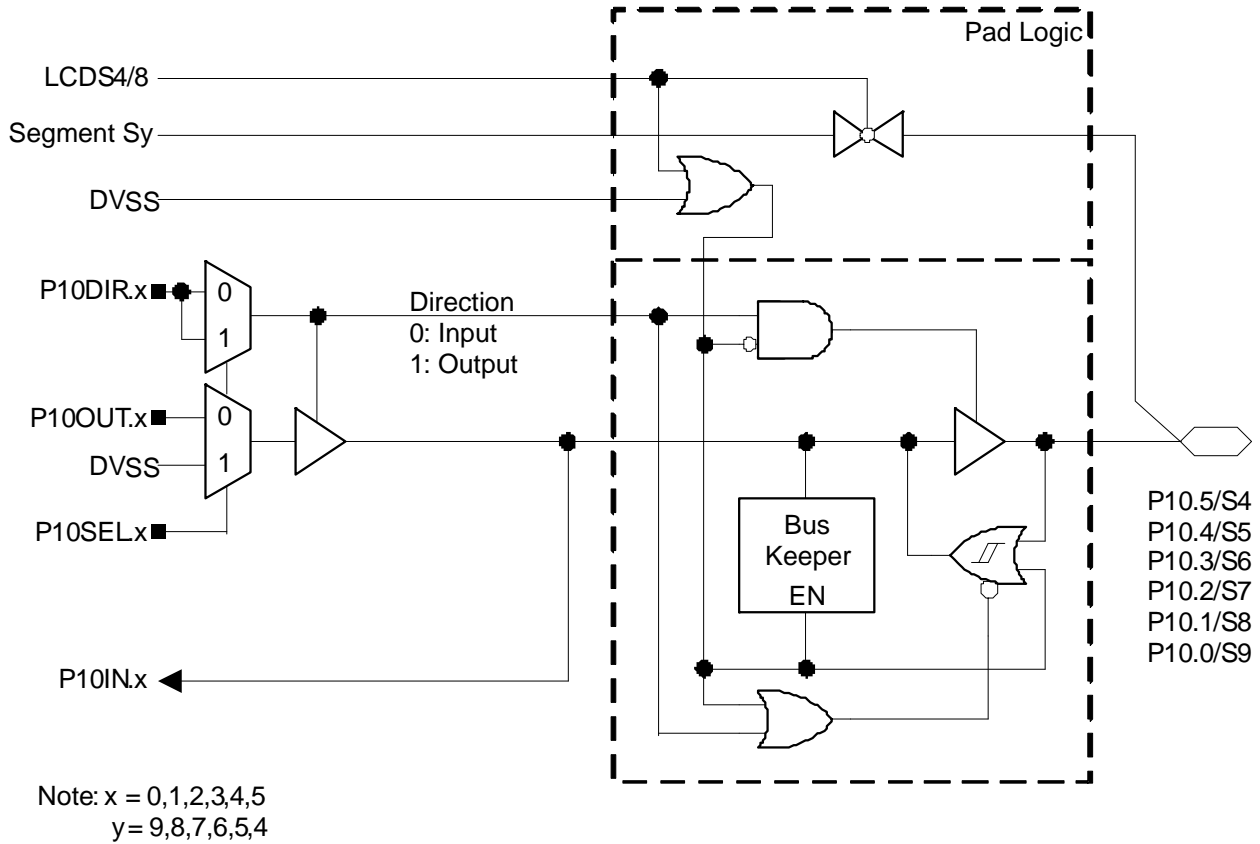 Pad Logic
LCDS4/8
Segment Sy
DVSS
P10DIR.x
0
1
Direction
0: Input
1: Output
P10OUT.x
0
DVSS
1
P10SEL.x
Bus
Keeper
EN
P10.5/S4
P10.4/S5
P10.3/S6
P10.2/S7
P10.1/S8
P10.0/S9
P10IN.x
Note: x = 0,1,2,3,4,5
y = 9,8,7,6,5,4